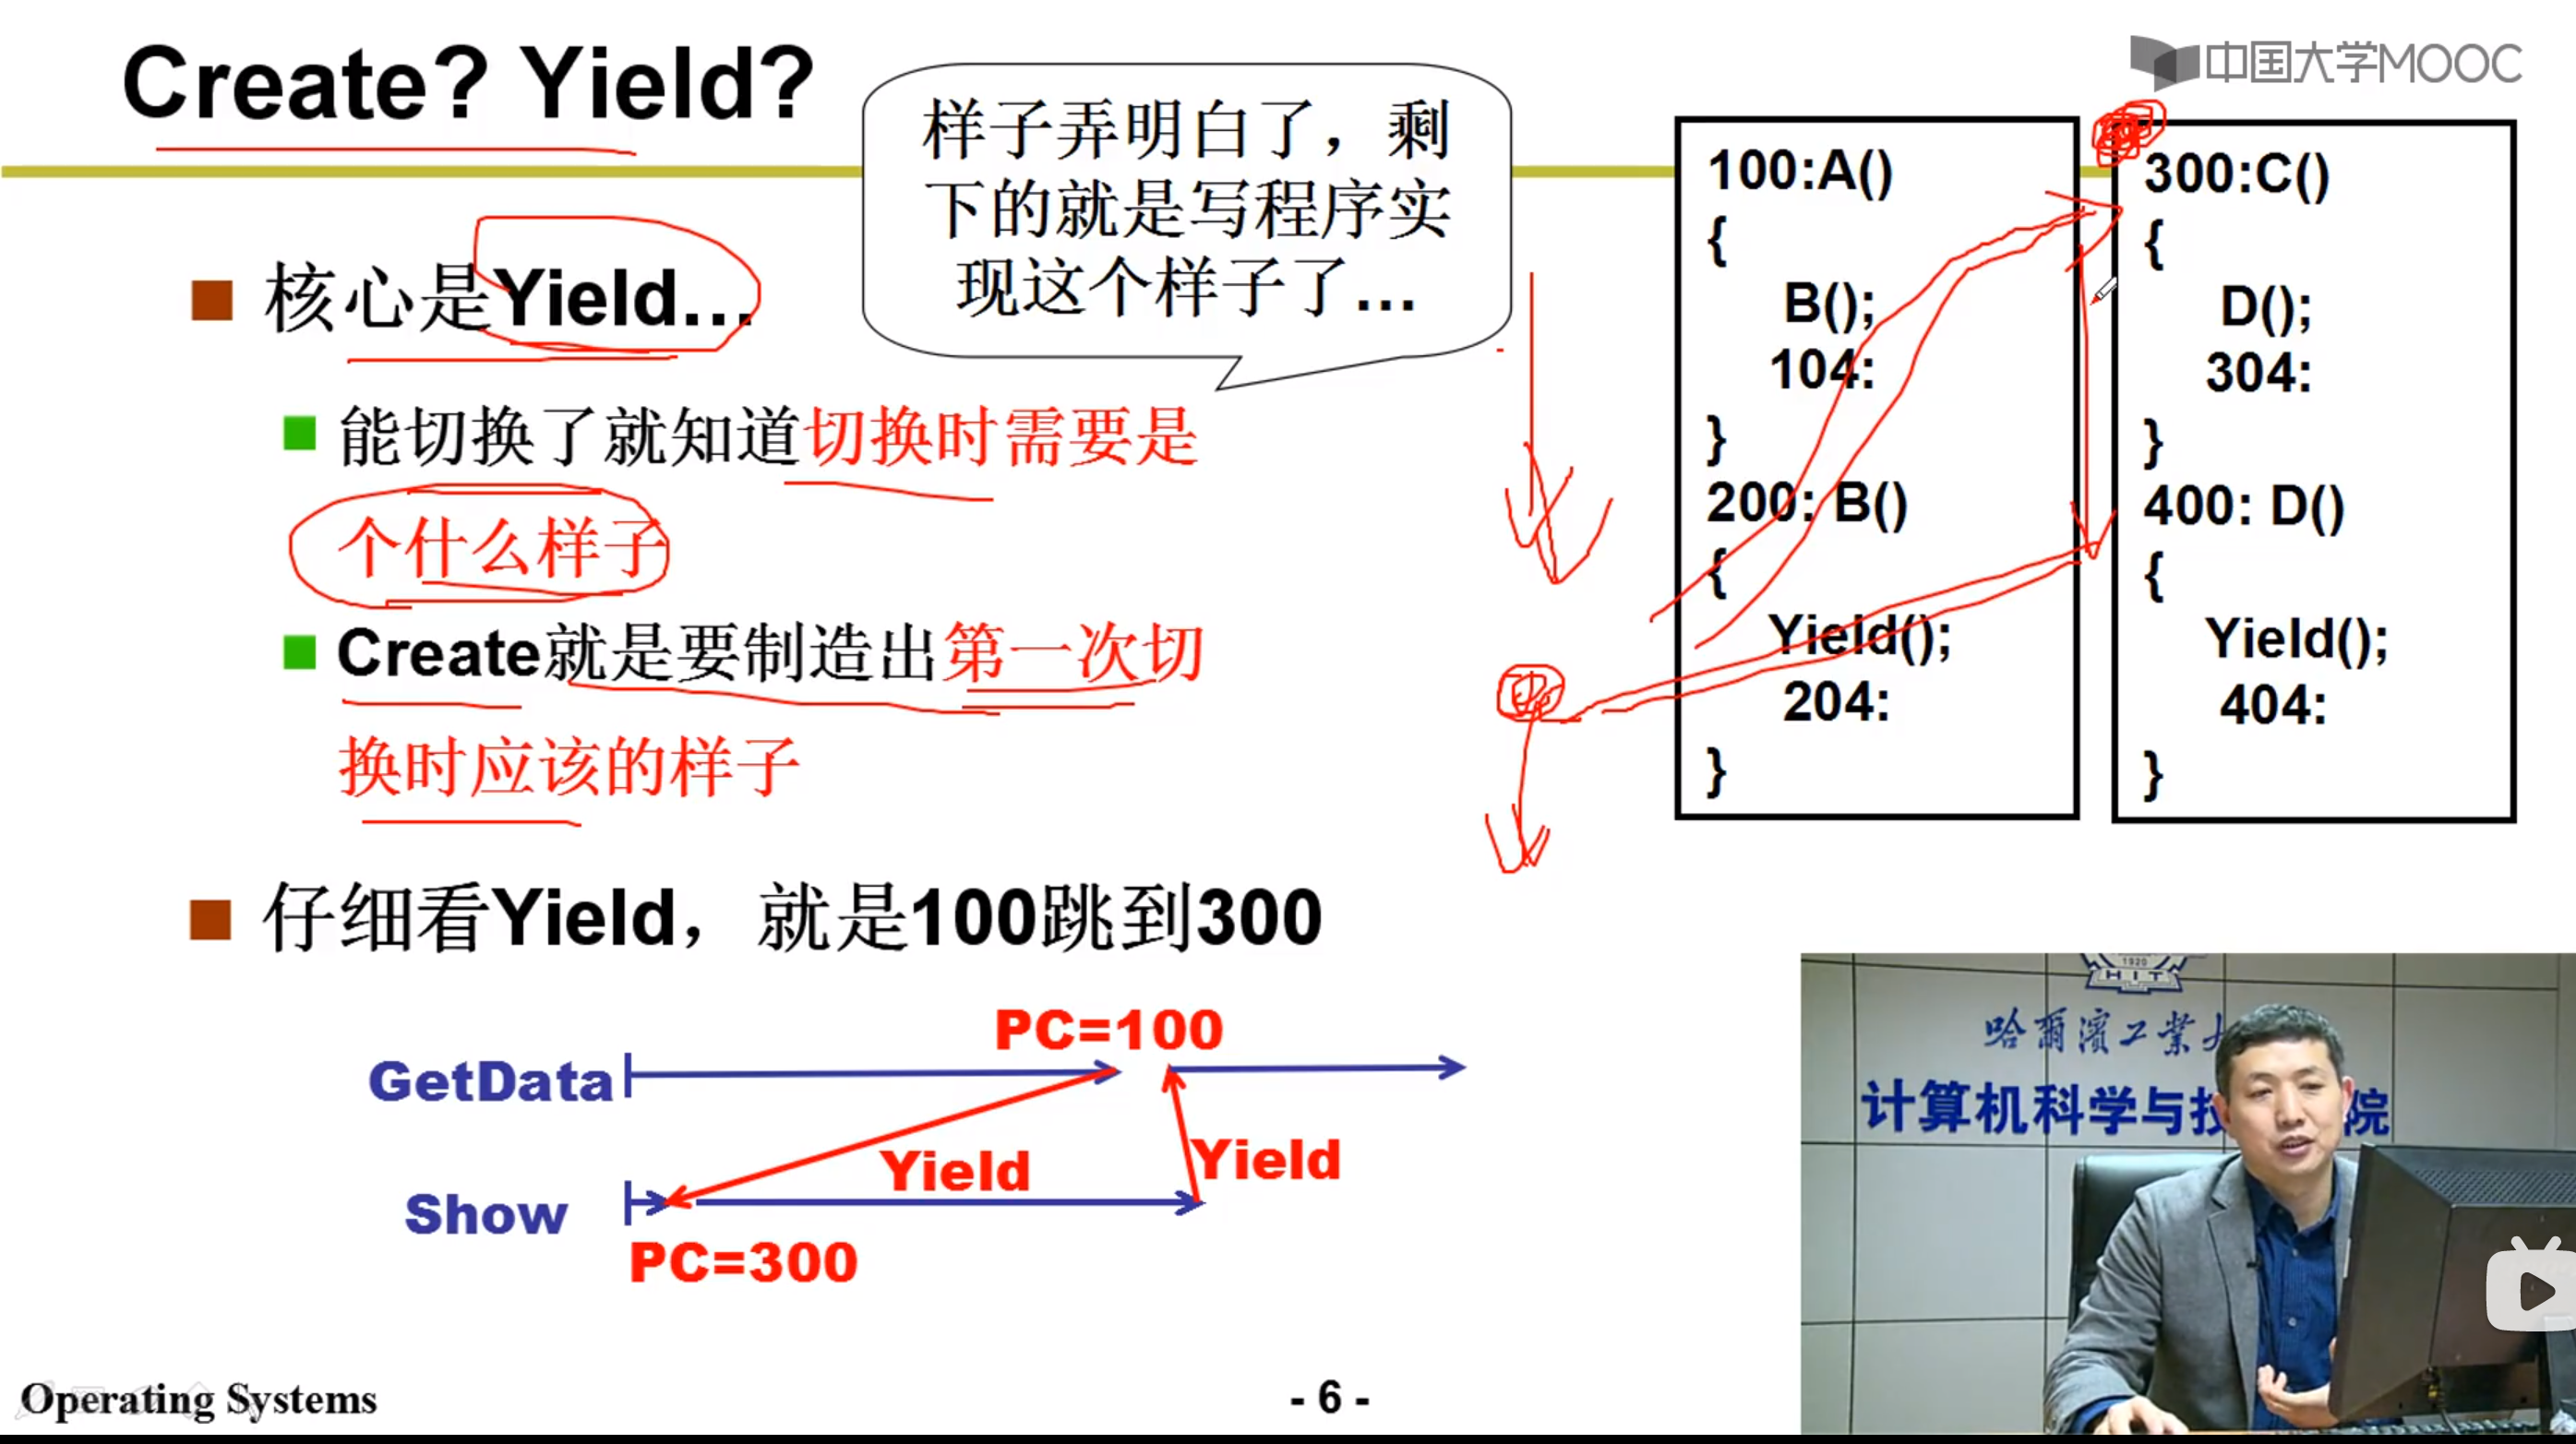 Create? Yield?
中国大学MOOC
样子弄明白了，剩
下的就是写程序实
现这个样子了...
核心是Yield...
能切换了就知道切换时需要是
个什么样子
Create就是要制造出第一次切
换时应该的样子
仔细看Yield，就是100跳到300
100:A()
{
B();
104:
}
200: B()
{
Yield();
204:
}
300:C()
{
D();
304:
}
400: D()
{
Yield();
404:
}
PC=100
GetData
Yield
Yield
Show
PC=300
1920
HIT
哈爾濱工業大
计算机科学与技
院
Operating Systems
- 6 -